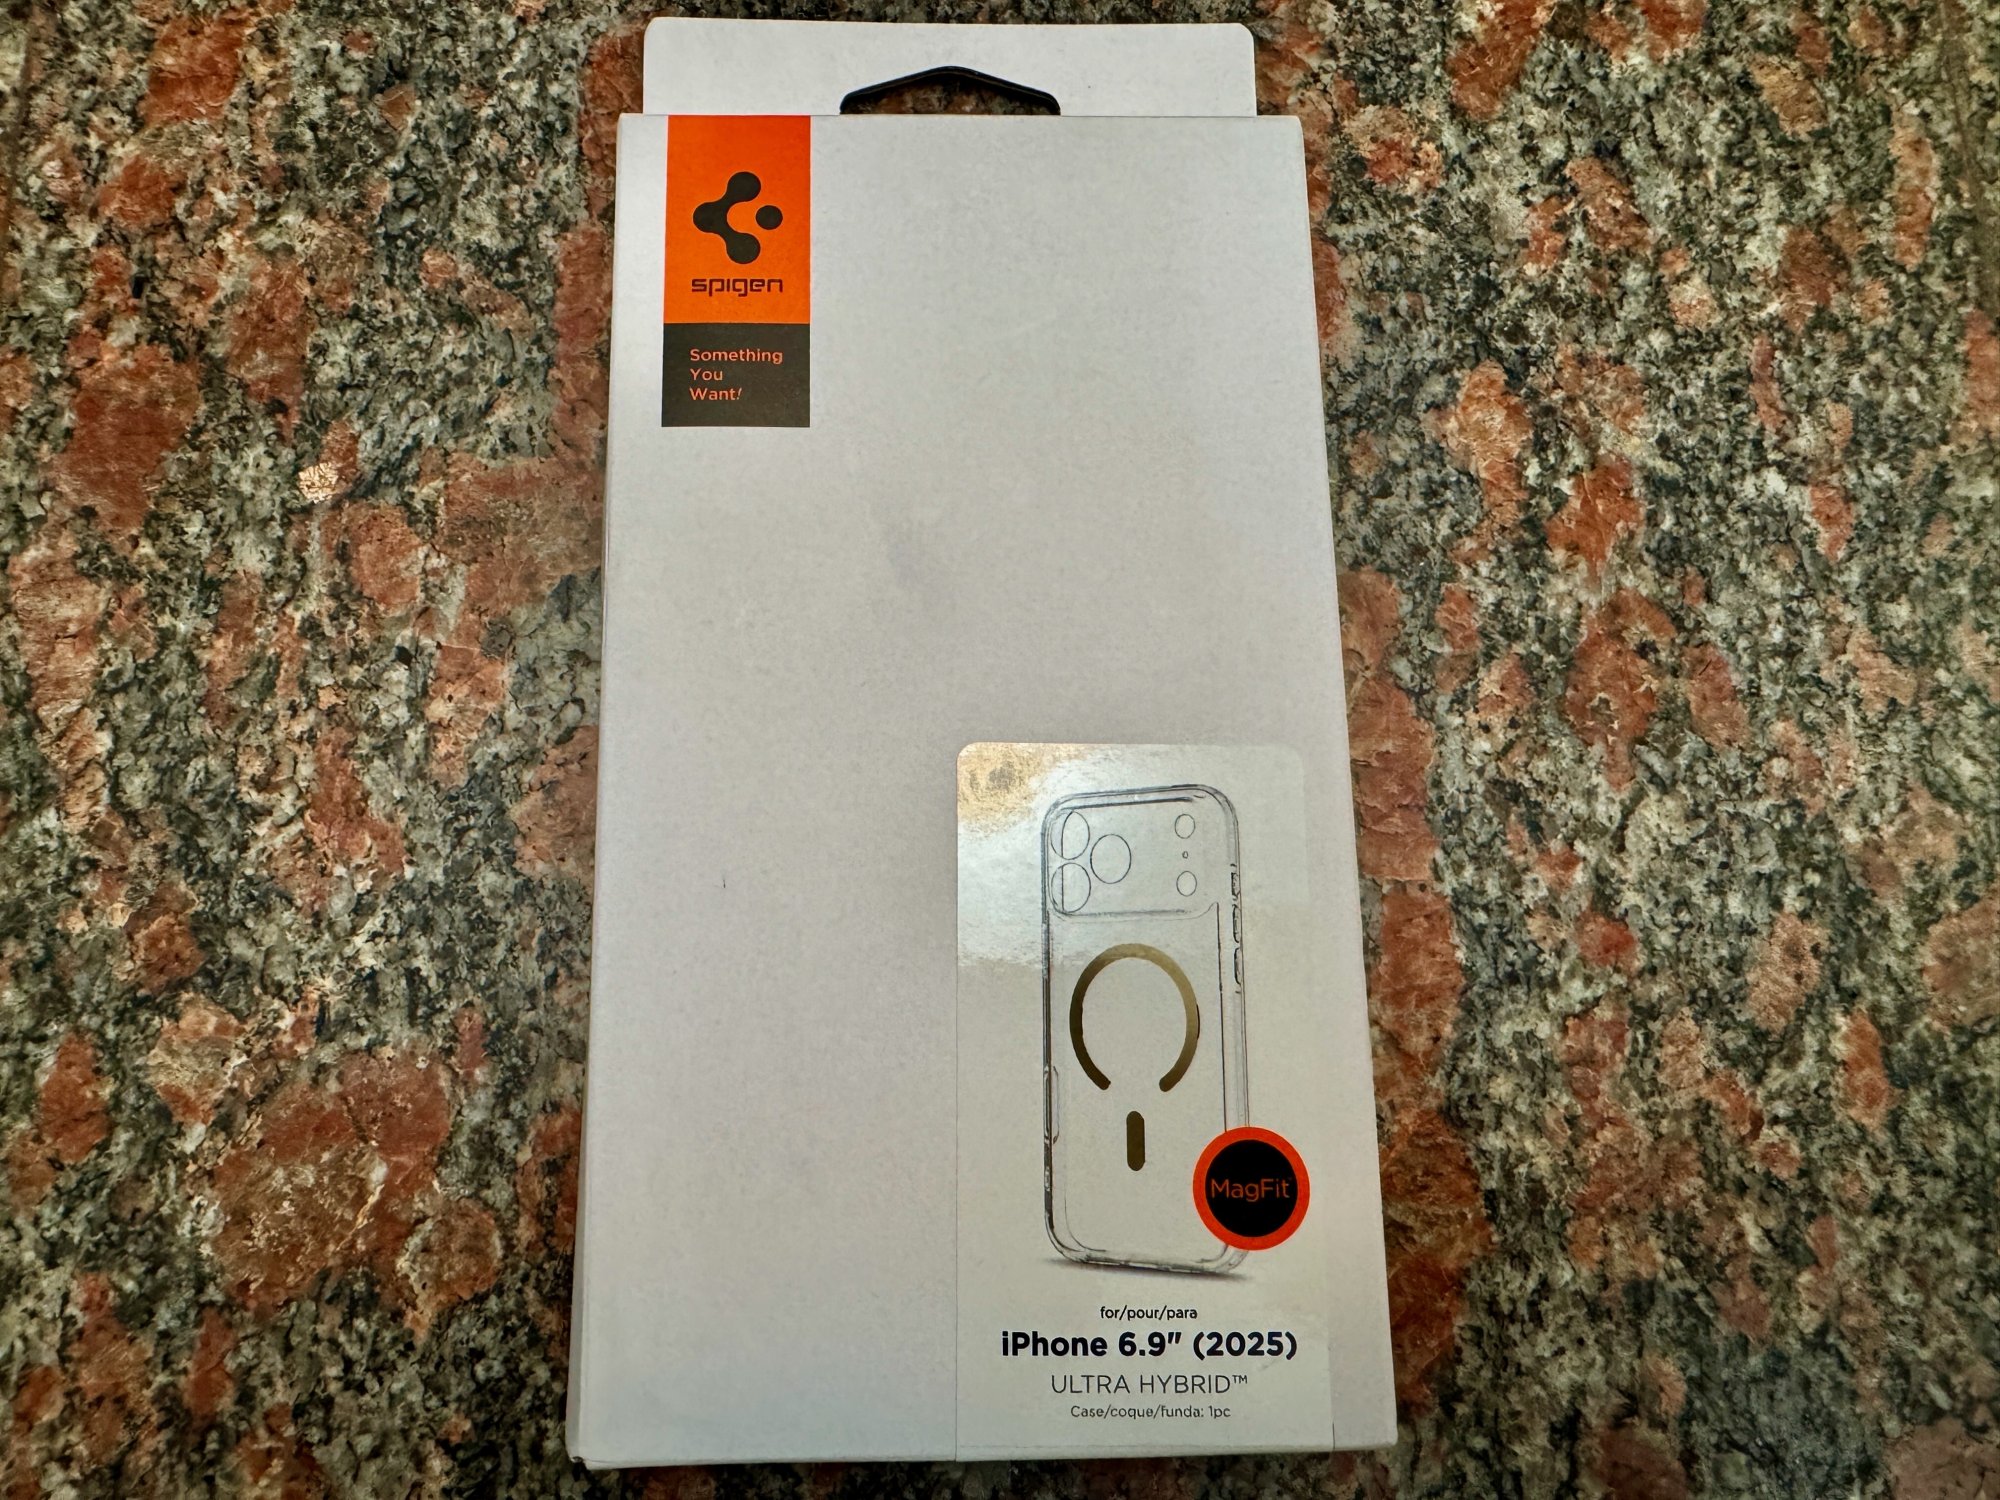 spigen
Something
You
Want!
MagFit
for/pour/para
iPhone 6.9" (2025)
ULTRA HYBRID™
Case/coque/funda: 1pc